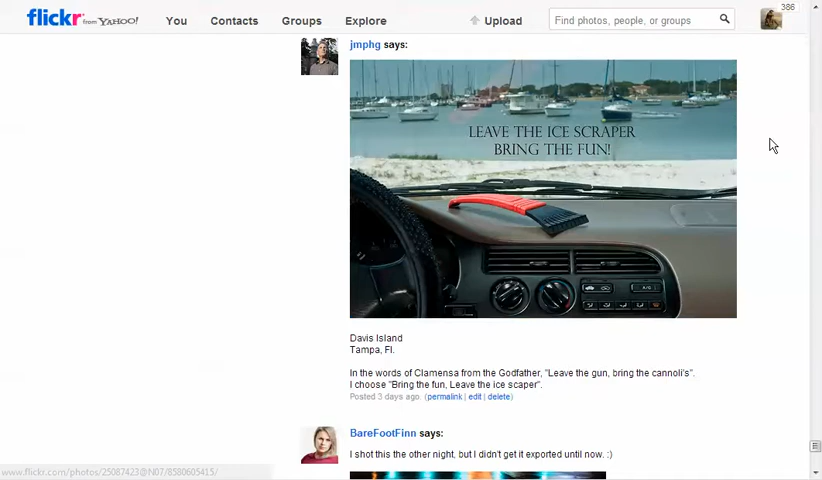 flickr from YAHOO! You Contacts Groups Explore Upload Find photos, people, or groups 386
jmphg says:
LEAVE THE ICE SCRAPER
BRING THE FUN!
A/C
Davis Island
Tampa, Fl.
In the words of Clamensa from the Godfather, "Leave the gun, bring the cannoli's".
I choose "Bring the fun, Leave the ice scraper".
Posted 3 days ago. (permalink | edit | delete)
BareFootFinn says:
I shot this the other night, but I didn't get it exported until now. :)
www.flickr.com/photos/25087423@N07/8580605415/